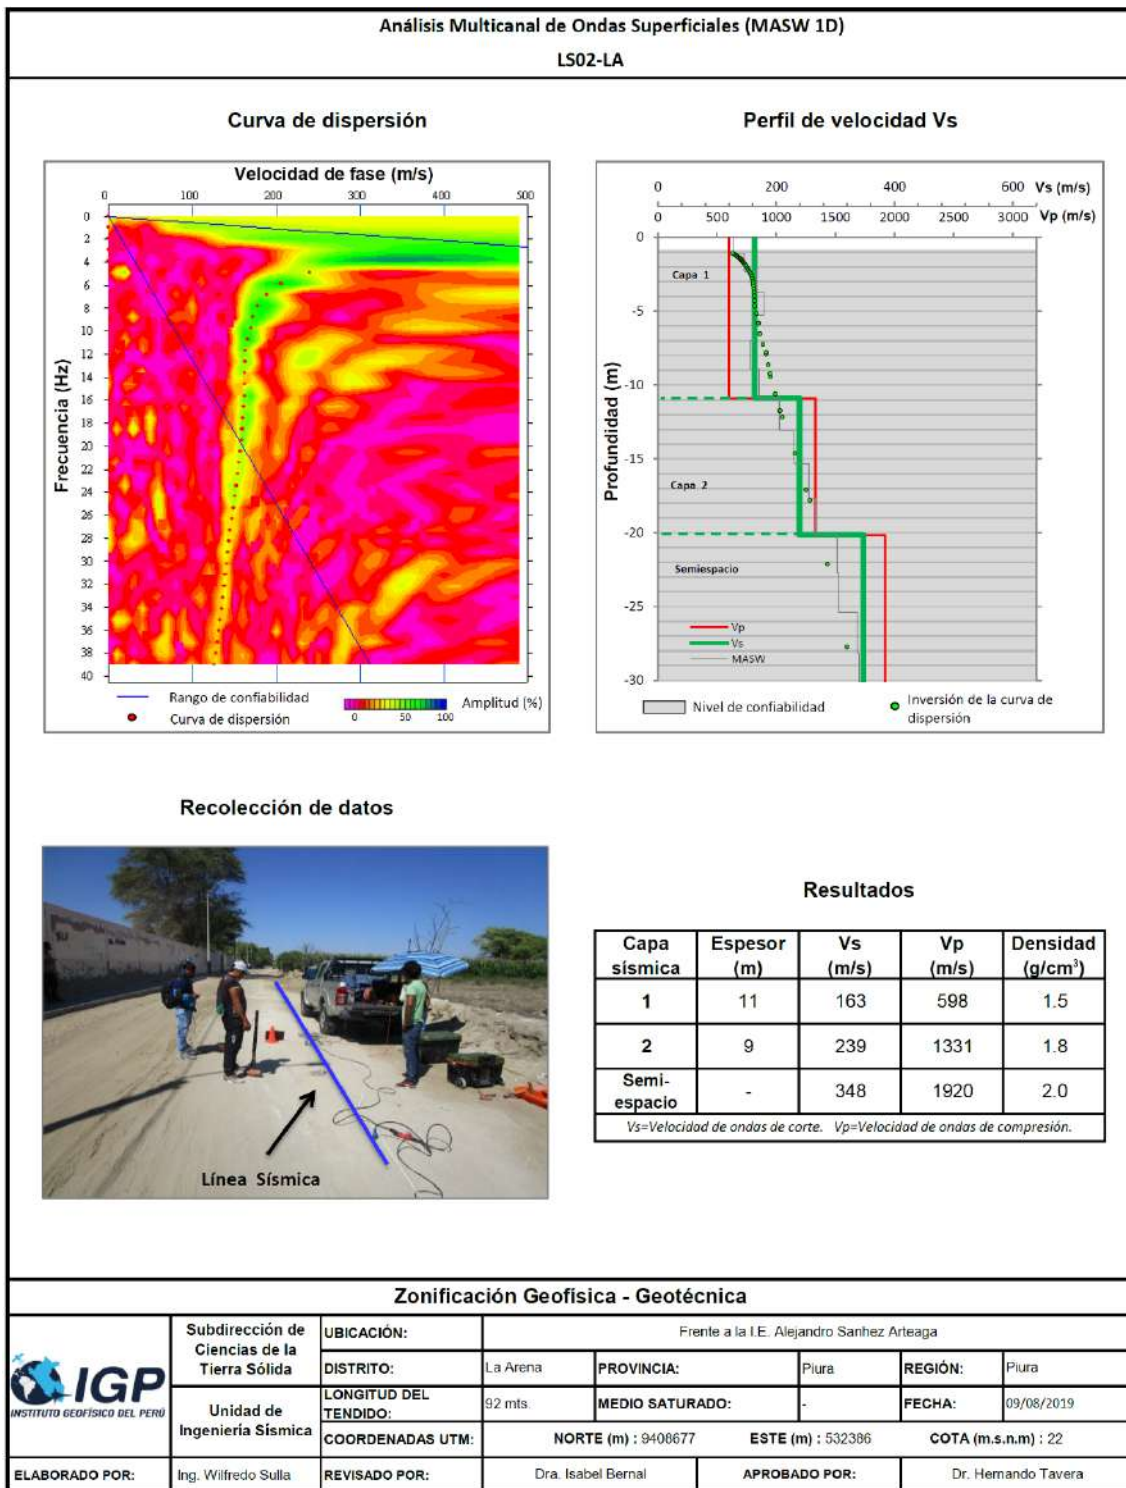 Análisis Multicanal de Ondas Superficiales (MASW 1D)
LS02-LA
Curva de dispersión
Velocidad de fase (m/s)
0 100 200 300 400 500
Frecuencia (Hz)
0
2
4
6
8
10
12
14
16
18
20
22
24
26
28
30
32
34
36
38
40
Rango de confiabilidad
Curva de dispersión
Amplitud (%)
0 50 100
Perfil de velocidad Vs
0 200 400 600 Vs (m/s)
0 500 1000 1500 2000 2500 3000 Vp (m/s)
Profundidad (m)
0
-5
-10
-15
-20
-25
-30
Capa 1
Capa 2
Semiespacio
Vp
Vs
MASW
Nivel de confiabilidad
Inversión de la curva de
dispersión
Recolección de datos
Línea Sísmica
Resultados
Capa sísmica Espesor (m) Vs (m/s) Vp (m/s) Densidad (g/cm³)
1 11 163 598 1.5
2 9 239 1331 1.8
Semi-espacio - 348 1920 2.0
Vs=Velocidad de ondas de corte. Vp=Velocidad de ondas de compresión.
Zonificación Geofísica - Geotécnica
IGP
INSTITUTO GEOFÍSICO DEL PERÚ
Subdirección de
Ciencias de la
Tierra Sólida
Unidad de
Ingeniería Sísmica
UBICACIÓN: Frente a la I.E. Alejandro Sanhez Arteaga
DISTRITO: La Arena PROVINCIA: Piura REGIÓN: Piura
LONGITUD DEL TENDIDO: 92 mts. MEDIO SATURADO: - FECHA: 09/08/2019
COORDENADAS UTM: NORTE (m) : 9408677 ESTE (m) : 532386 COTA (m.s.n.m) : 22
ELABORADO POR: Ing. Wilfredo Sulla REVISADO POR: Dra. Isabel Bernal APROBADO POR: Dr. Hernando Tavera